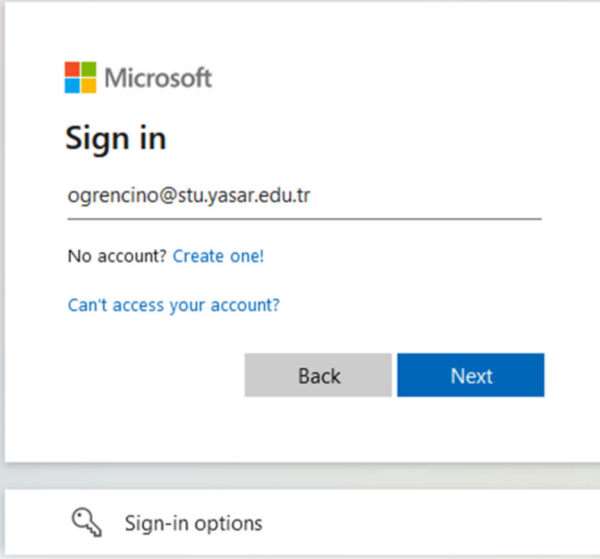 Microsoft
Sign in
ogrencino@stu.yasar.edu.tr
No account? Create one!
Can't access your account?
Back Next
Sign-in options